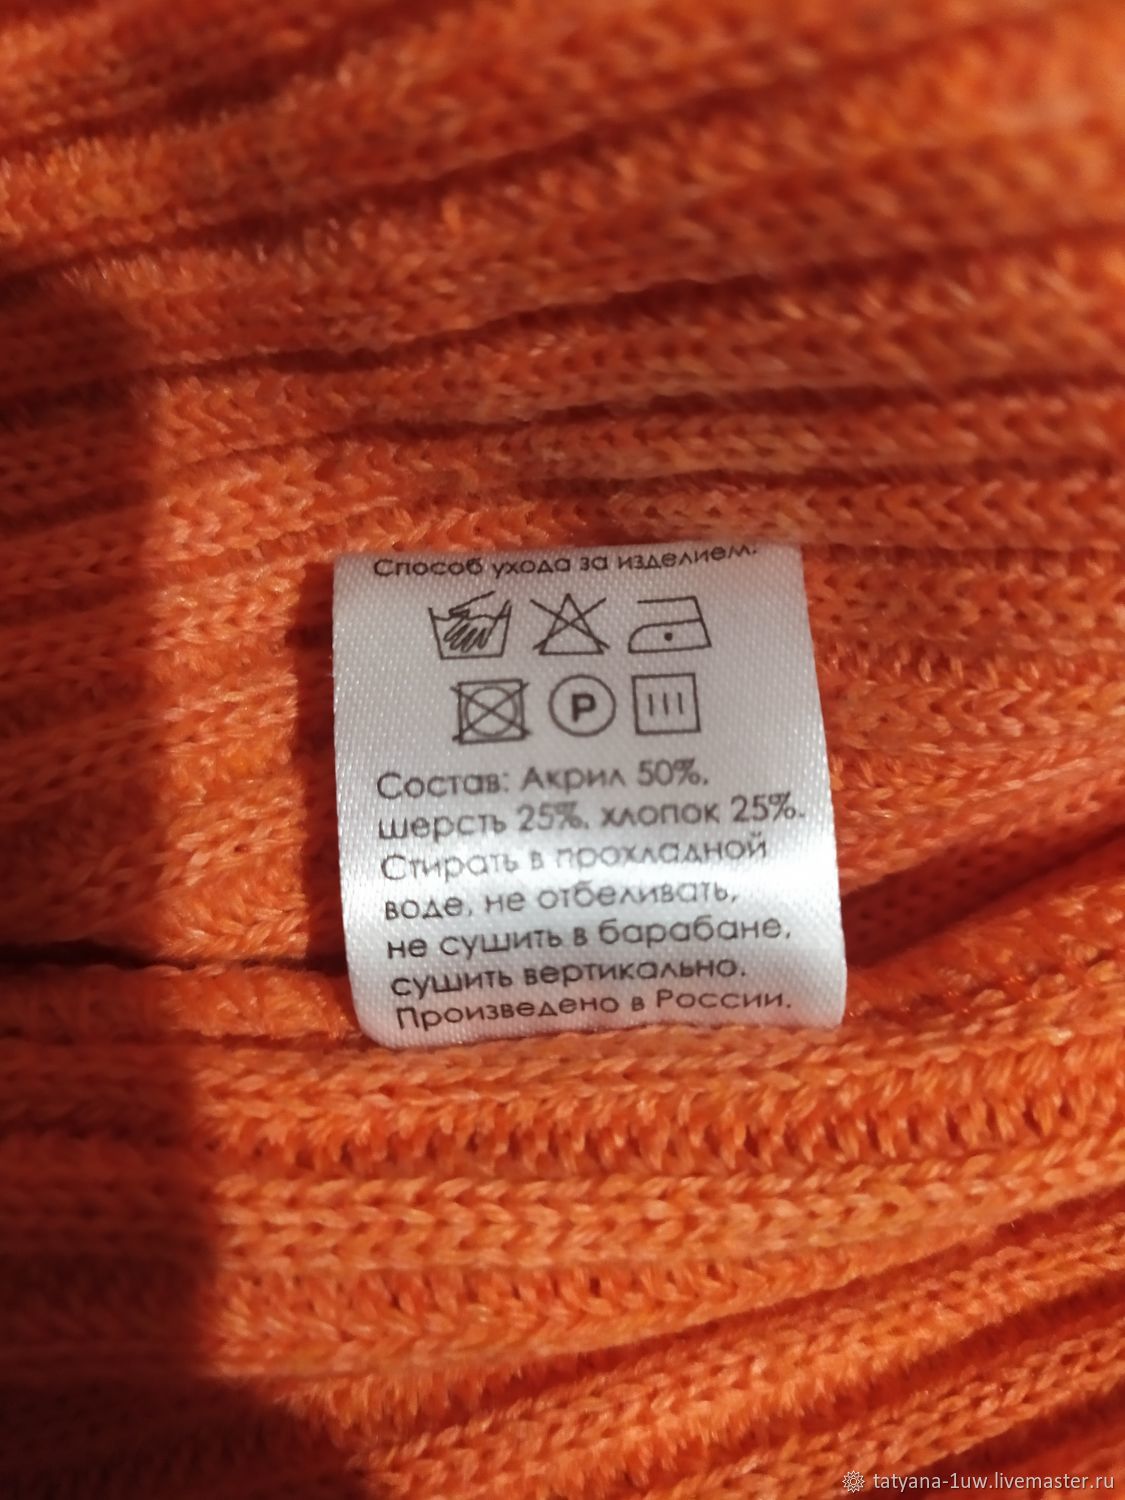 Способ ухода за изделием:
P
Состав: Акрил 50%,
шерсть 25%, хлопок 25%.
Стирать в прохладной
воде, не отбеливать,
не сушить в барабане,
сушить вертикально.
Произведено в России.
tatyana-1uw.livemaster.ru